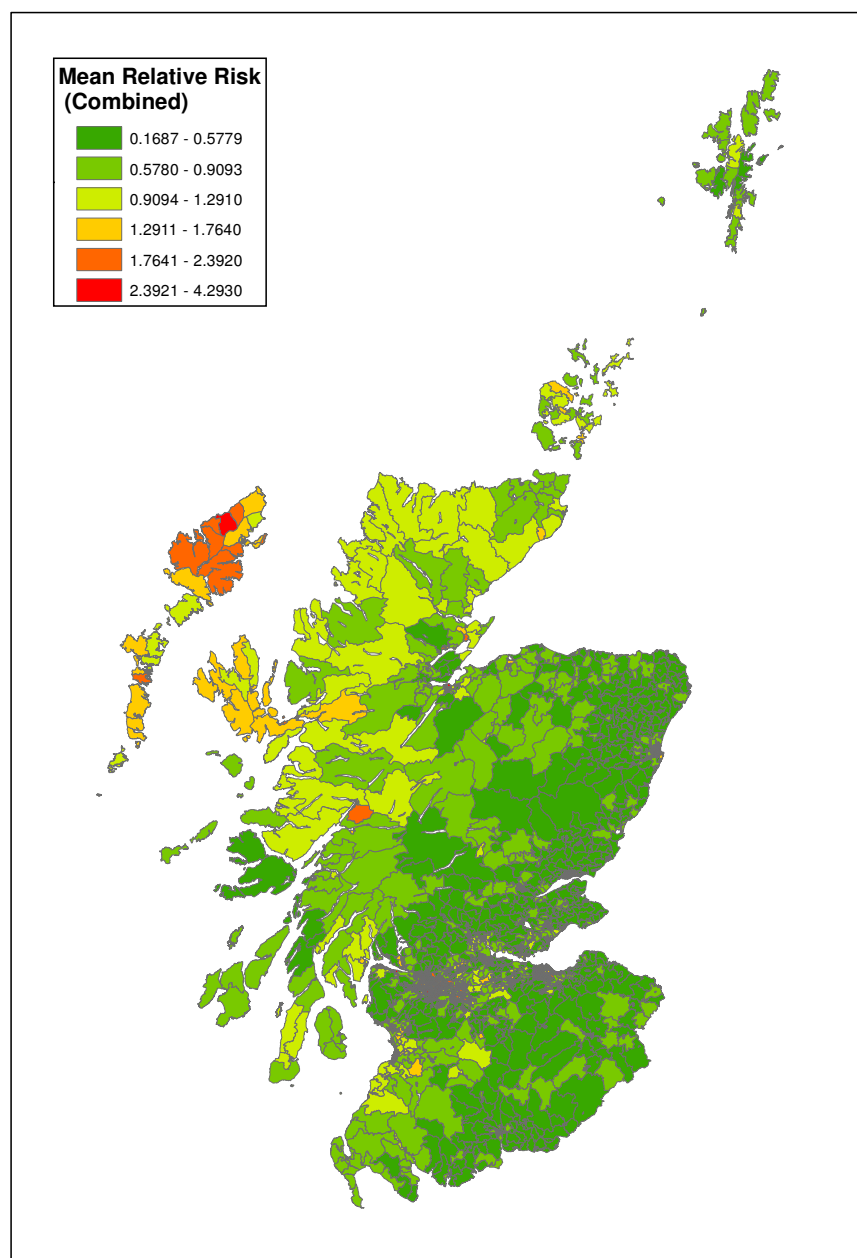 Mean Relative Risk
(Combined)
0.1687 - 0.5779
0.5780 - 0.9093
0.9094 - 1.2910
1.2911 - 1.7640
1.7641 - 2.3920
2.3921 - 4.2930